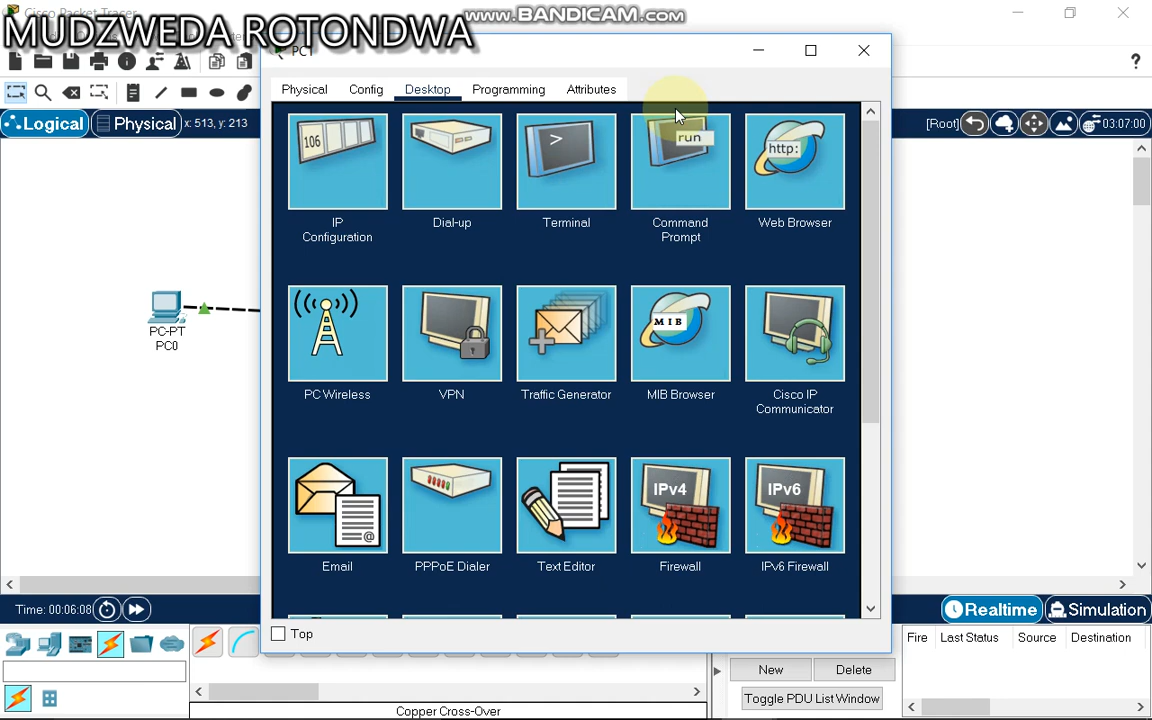 Cisco Packet Tracer
www.BANDICAM.com
MUDZWEDA ROTONDWA
PC1
Physical
Config
Desktop
Programming
Attributes
Logical
Physical
x: 513, y: 213
[Root]
03:07:00
106
>
run
http:
IP
Configuration
Dial-up
Terminal
Command
Prompt
Web Browser
MIB
PC Wireless
VPN
Traffic Generator
MIB Browser
Cisco IP
Communicator
PC-PT
PC0
@
IPv4
IPv6
Email
PPPoE Dialer
Text Editor
Firewall
IPv6 Firewall
Time: 00:06:08
Realtime
Simulation
Top
Fire
Last Status
Source
Destination
New
Delete
Toggle PDU List Window
Copper Cross-Over